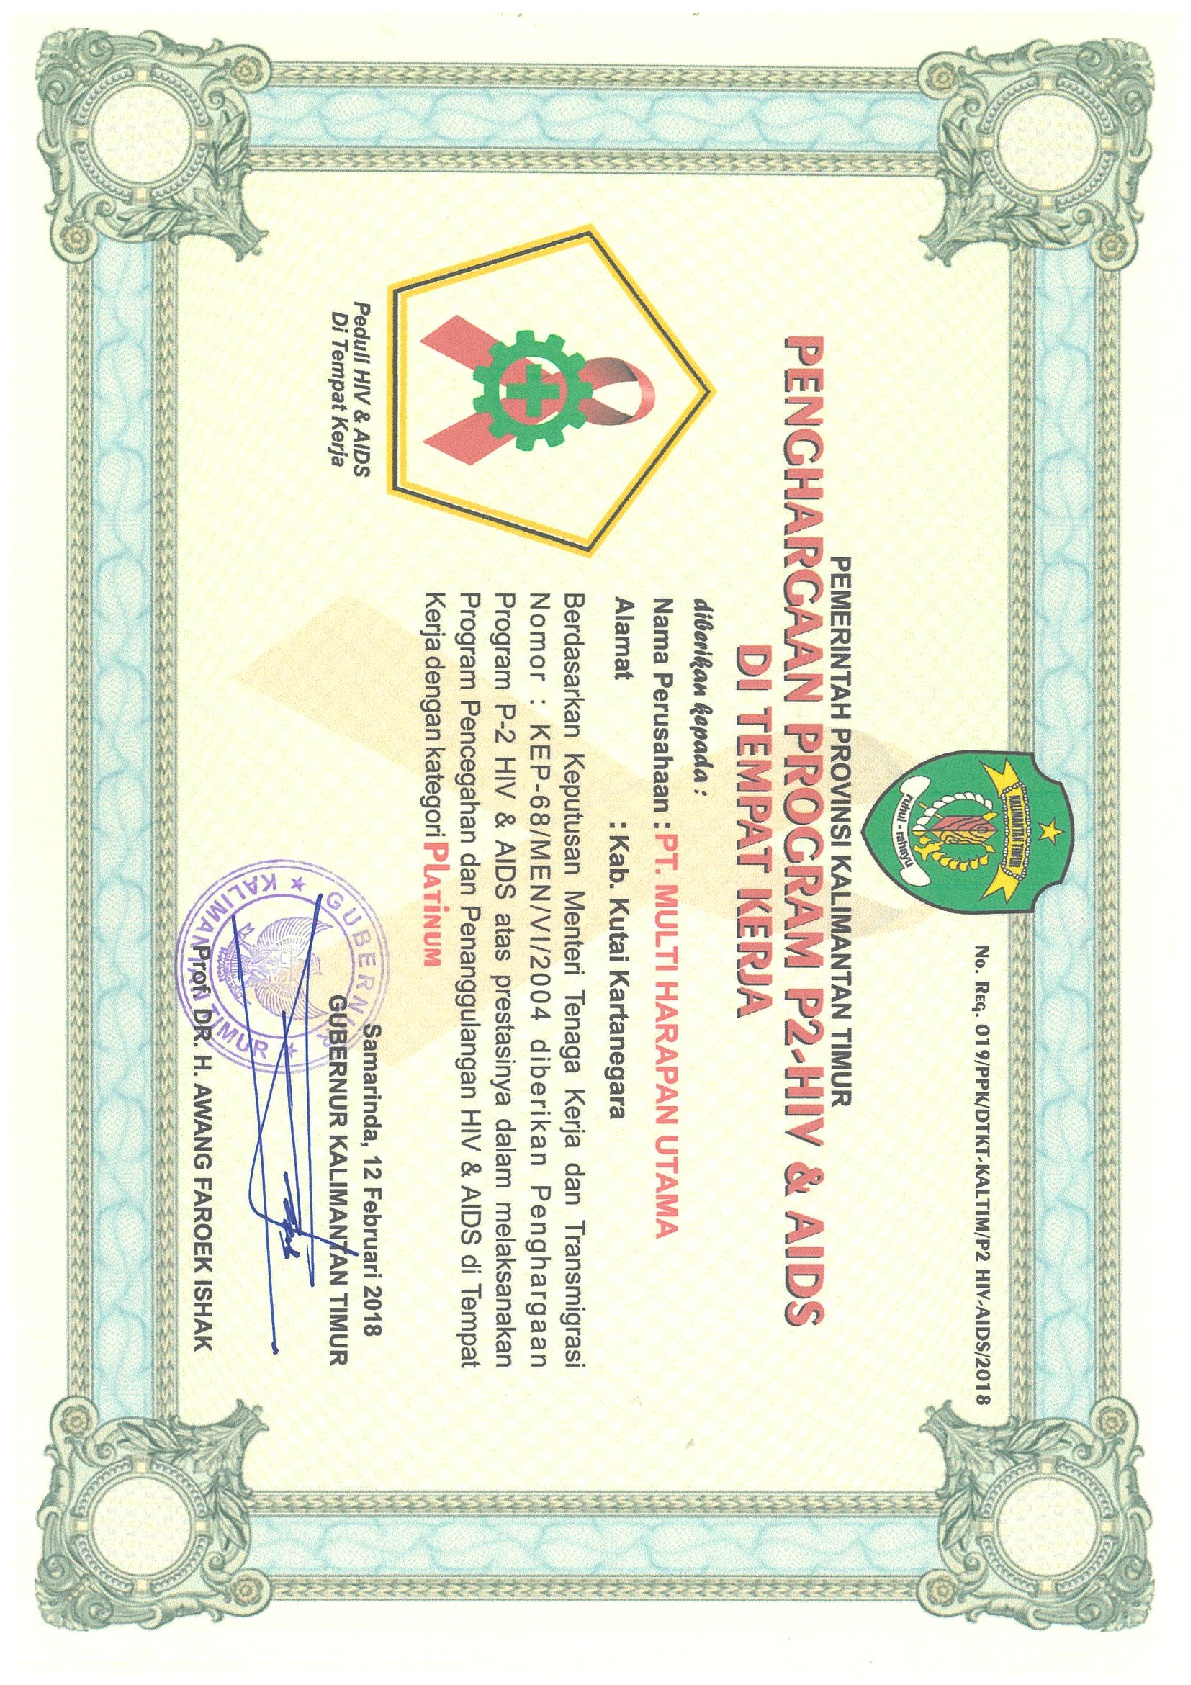 KALIMANTAN TIMUR
ruhui - rahayu
No. Reg. 019/PPK/DTKT-KALTIM/P2 HIV-AIDS/2018
PEMERINTAH PROVINSI KALIMANTAN TIMUR
PENGHARGAAN PROGRAM P2-HIV & AIDS
DI TEMPAT KERJA
diberikan kepada :
Nama Perusahaan : PT. MULTI HARAPAN UTAMA
Alamat : Kab. Kutai Kartanegara
Berdasarkan Keputusan Menteri Tenaga Kerja dan Transmigrasi
Nomor : KEP-68/MEN/VI/2004 diberikan Penghargaan
Program P-2 HIV & AIDS atas prestasinya dalam melaksanakan
Program Pencegahan dan Penanggulangan HIV & AIDS di Tempat
Kerja dengan kategori PLATINUM
Peduli HIV & AIDS
Di Tempat Kerja
Samarinda, 12 Februari 2018
GUBERNUR KALIMANTAN TIMUR
GUBERNUR
KALIMANTAN TIMUR
Prof. DR. H. AWANG FAROEK ISHAK